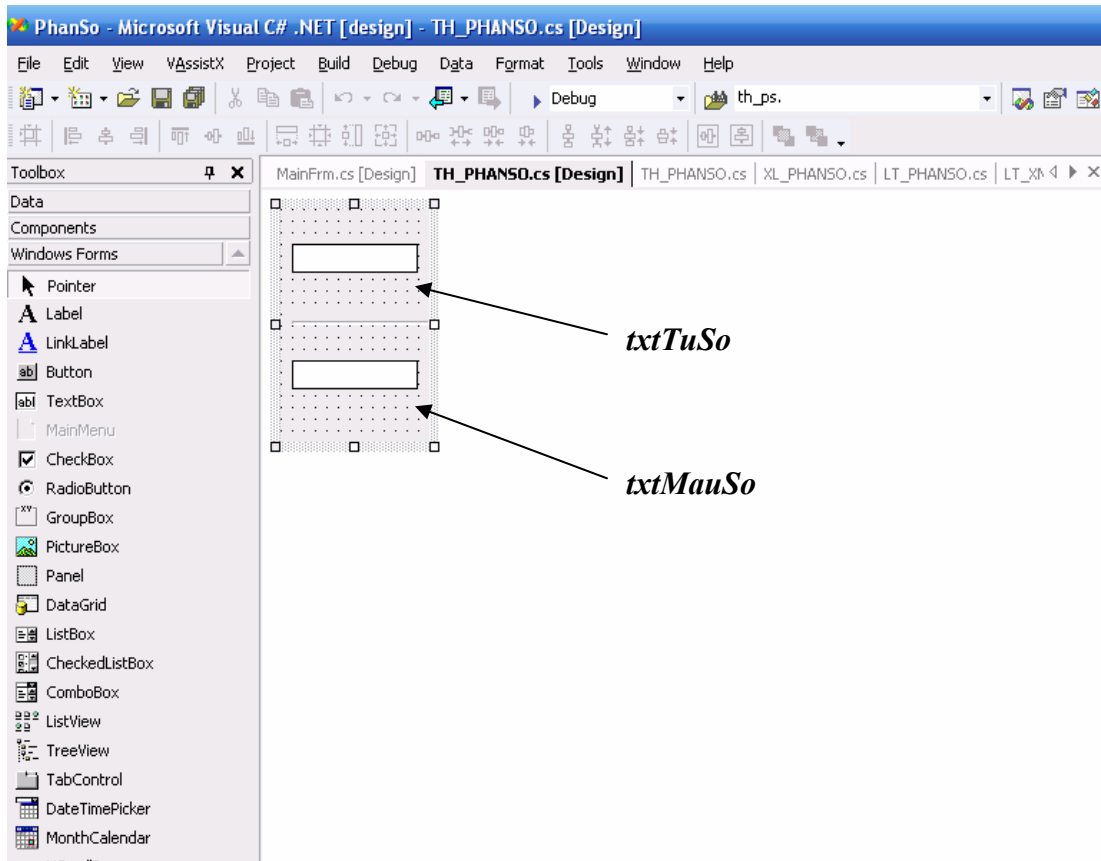 PhanSo - Microsoft Visual C# .NET [design] - TH_PHANSO.cs [Design]
File Edit View VAssistX Project Build Debug Data Format Tools Window Help
Debug th_ps.
Toolbox
MainFrm.cs [Design] TH_PHANSO.cs [Design] TH_PHANSO.cs XL_PHANSO.cs LT_PHANSO.cs
Data
Components
Windows Forms
Pointer
A Label
A LinkLabel
ab Button
abl TextBox
MainMenu
CheckBox
RadioButton
XY GroupBox
PictureBox
Panel
DataGrid
ListBox
CheckedListBox
ComboBox
ListView
TreeView
TabControl
DateTimePicker
MonthCalendar
txtTuSo
txtMauSo